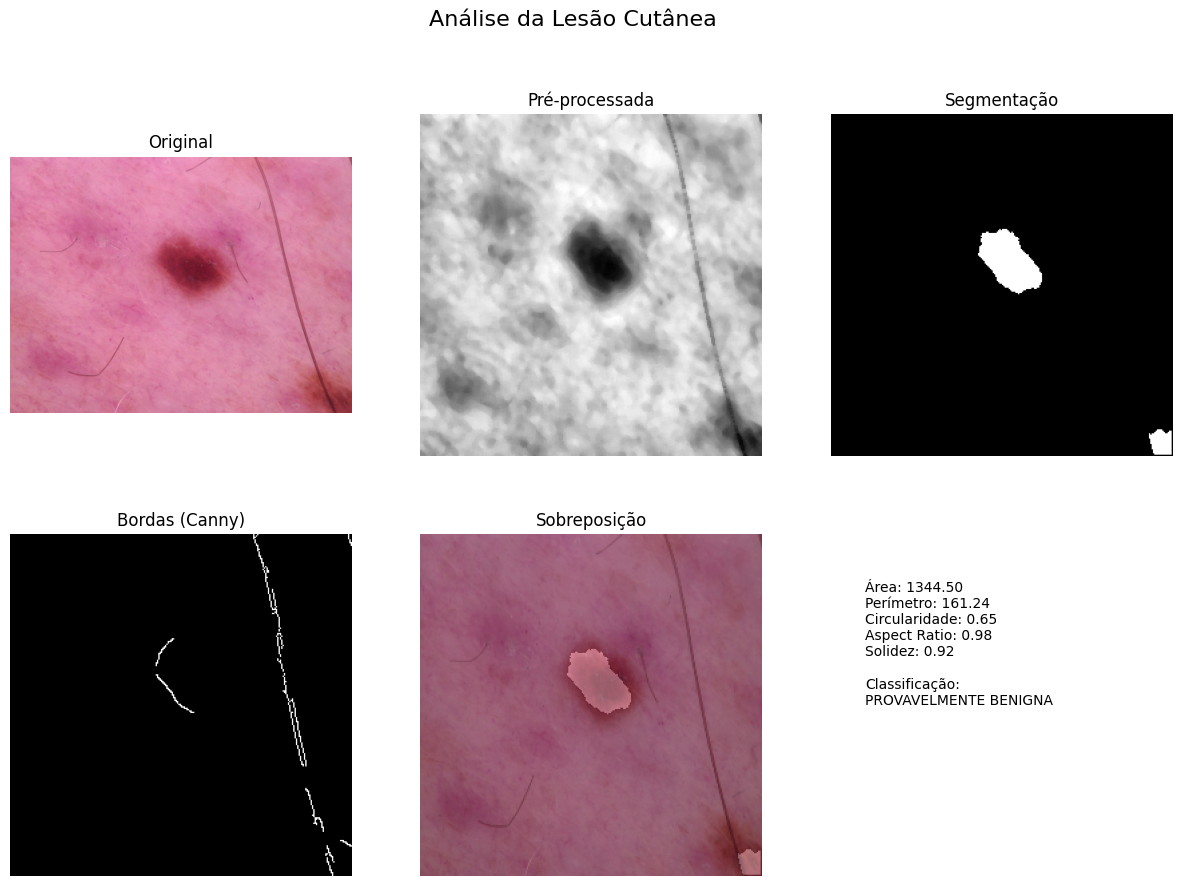 Análise da Lesão Cutânea
Original
Pré-processada
Segmentação
Bordas (Canny)
Sobreposição
Área: 1344.50
Perímetro: 161.24
Circularidade: 0.65
Aspect Ratio: 0.98
Solidez: 0.92
Classificação:
PROVAVELMENTE BENIGNA